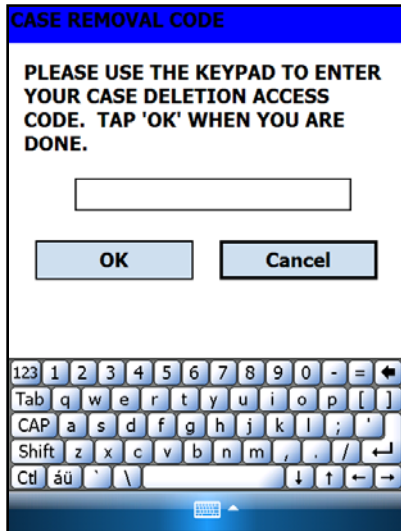 CASE REMOVAL CODE
PLEASE USE THE KEYPAD TO ENTER
YOUR CASE DELETION ACCESS
CODE. TAP 'OK' WHEN YOU ARE
DONE.
OK Cancel
123 1 2 3 4 5 6 7 8 9 0 - =
Tab q w e r t y u i o p [ ]
CAP a s d f g h j k l ; '
Shift z x c v b n m , . /
Ctl áü ` \